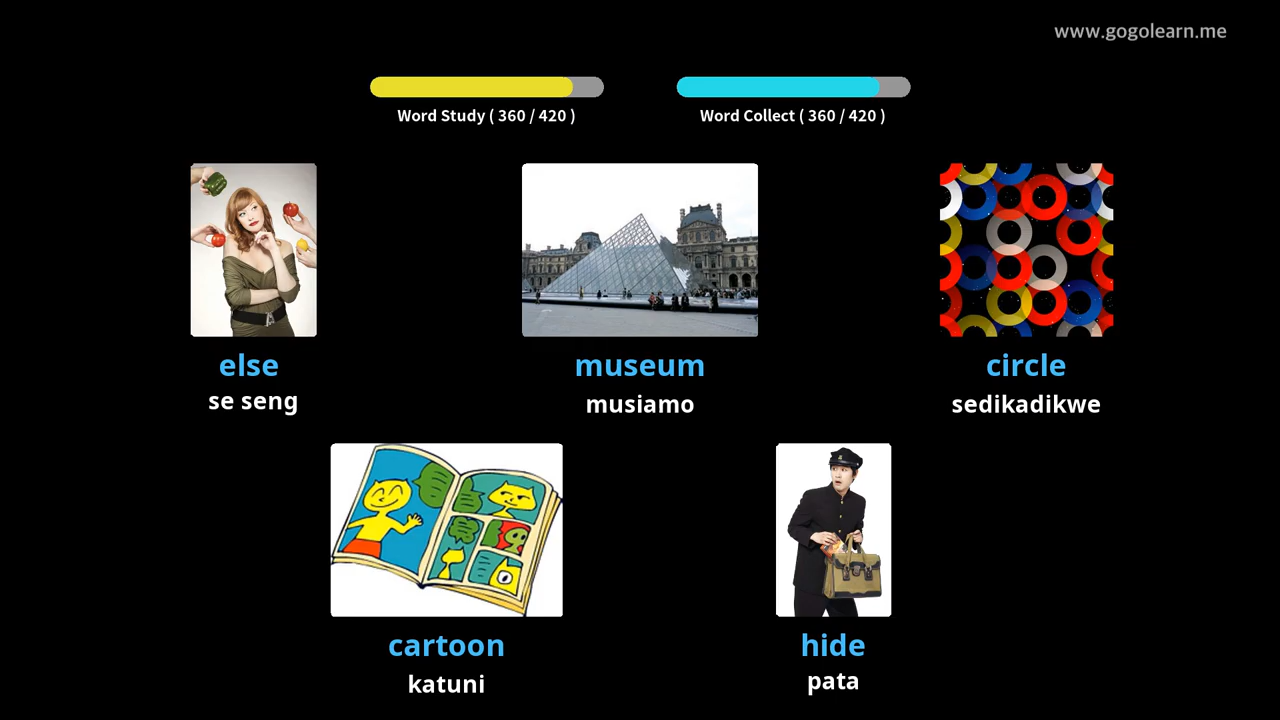 www.gogolearn.me
Word Study ( 360 / 420 )
Word Collect ( 360 / 420 )
else
se seng
museum
musiamo
circle
sedikadikwe
cartoon
katuni
hide
pata